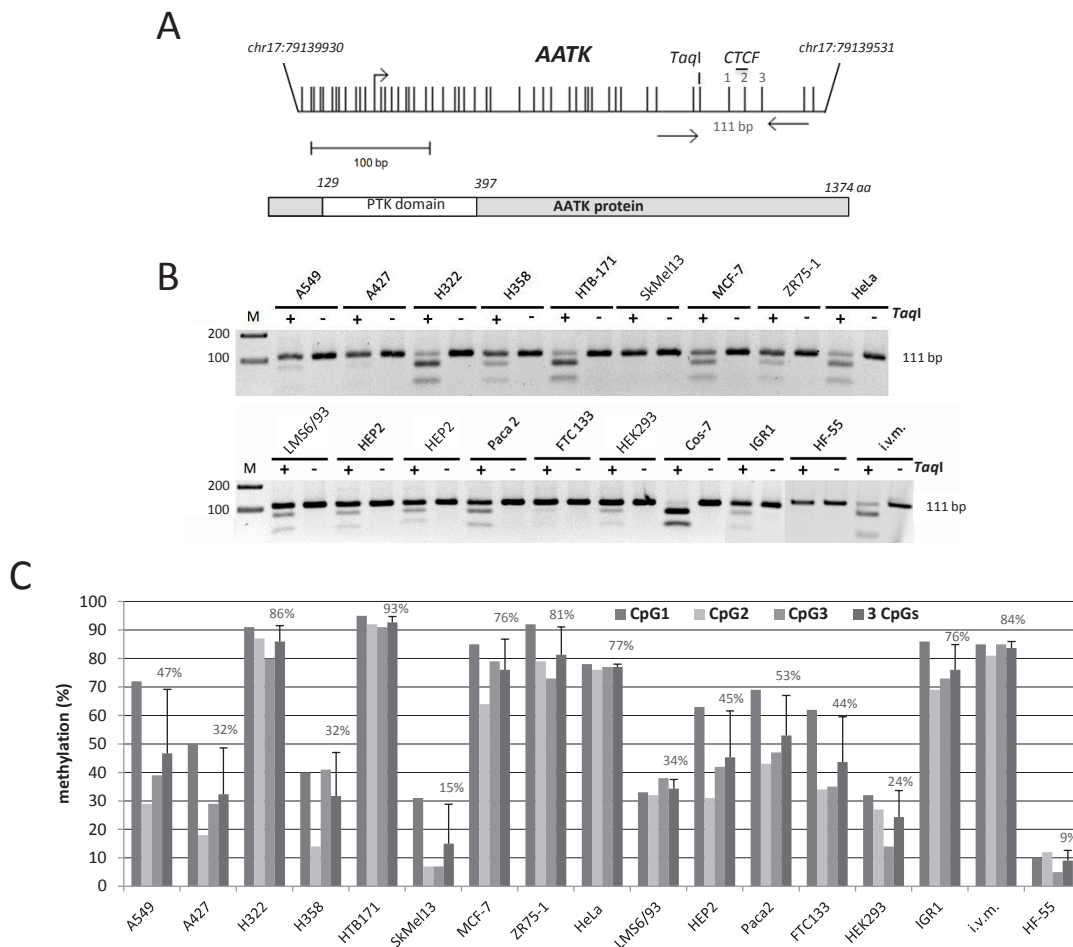 A
chr17:79139930 AATK TaqI CTCF chr17:79139531
1 2 3
111 bp
100 bp
129 397 1374 aa
PTK domain AATK protein
B
A549 A427 H322 H358 HTB-171 SkMel13 MCF-7 ZR75-1 HeLa
M + - + - + - + - + - + - + - + - + - TaqI
200
100 111 bp
LMS6/93 HEP2 HEP2 Paca 2 FTC 133 HEK293 Cos-7 IGR1 HF-55 i.v.m.
M + - + - + - + - + - + - + - + - + - + - TaqI
200
100 111 bp
C
methylation (%)
100
90
80
70
60
50
40
30
20
10
0
CpG1 CpG2 CpG3 3 CpGs
47% 32% 86% 32% 93% 15% 76% 81% 77% 34% 45% 53% 44% 24% 76% 84% 9%
A549 A427 H322 H358 HTB171 SkMel13 MCF-7 ZR75-1 HeLa LMS6/93 HEP2 Paca2 FTC133 HEK293 IGR1 i.v.m. HF-55